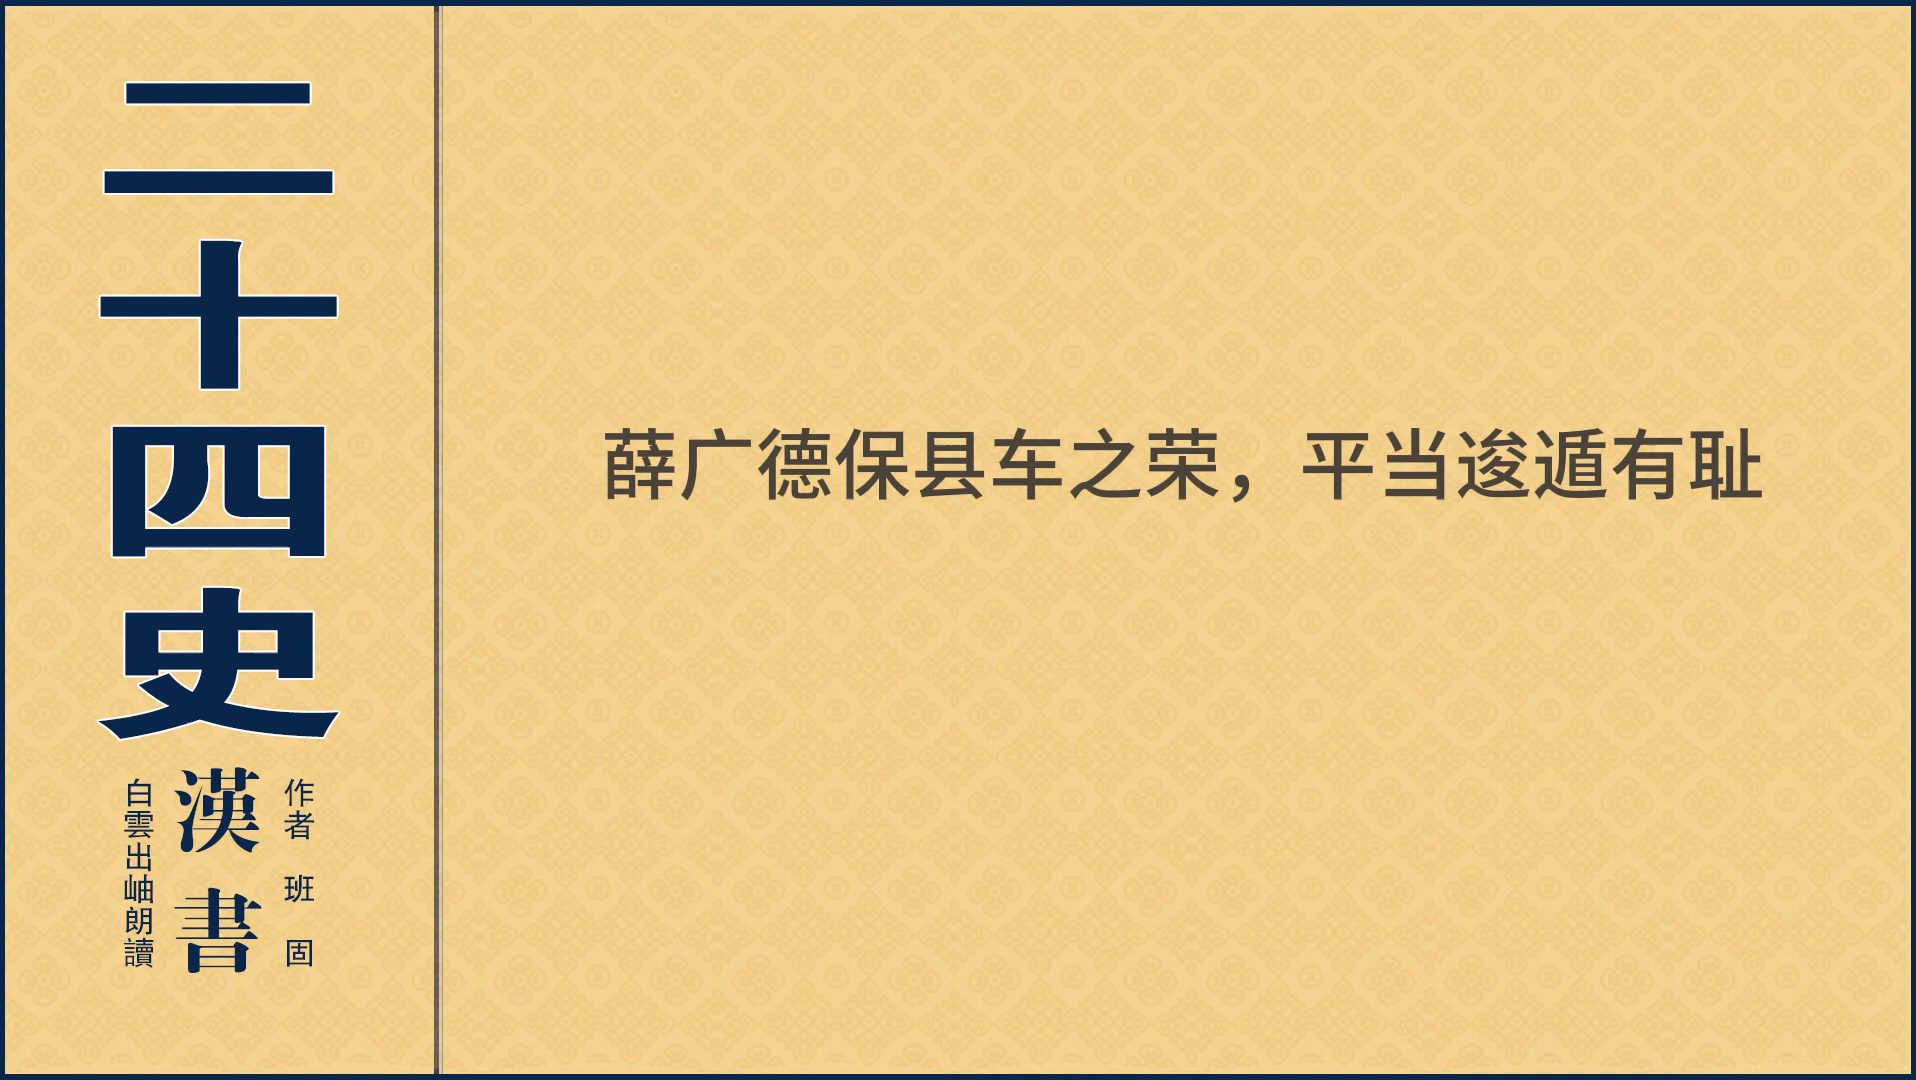 二十四史
作者 班 固
漢書
白雲出岫朗讀
薛广德保县车之荣，平当逡遁有耻